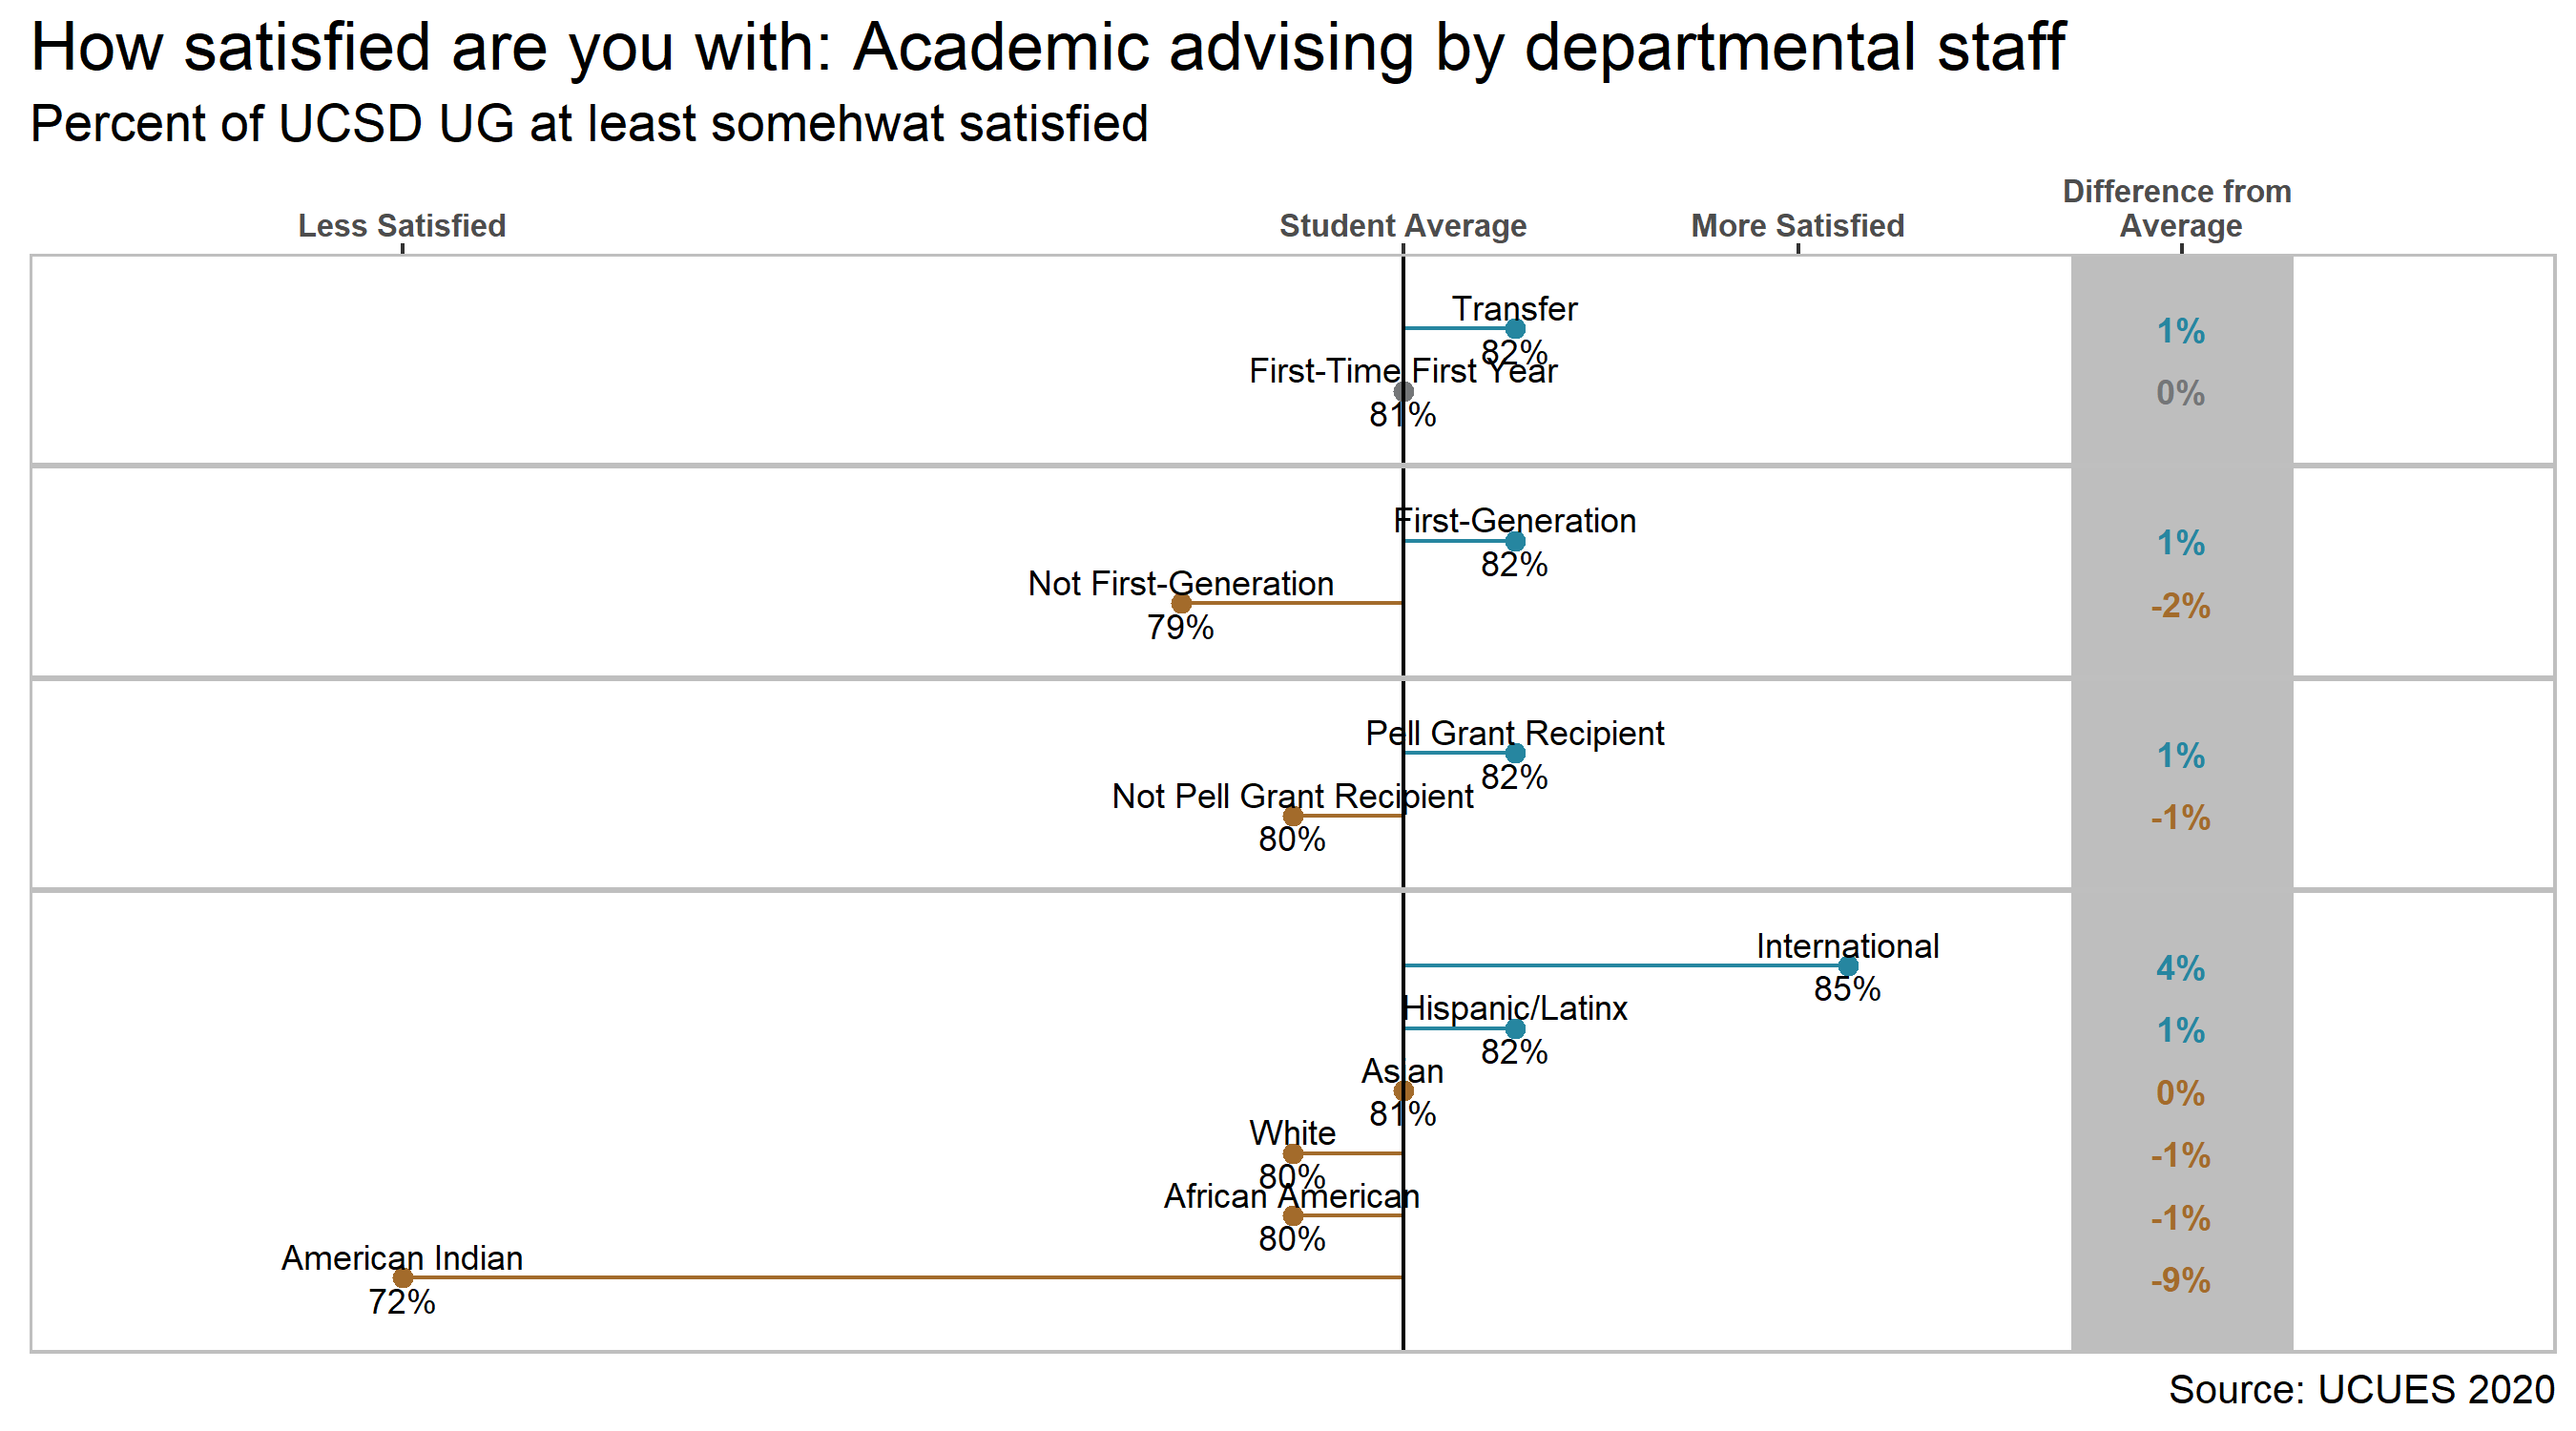 How satisfied are you with: Academic advising by departmental staff
Percent of UCSD UG at least somehwat satisfied
Less Satisfied
Student Average
More Satisfied
Difference from
Average
Transfer
82%
1%
First-Time First Year
81%
0%
First-Generation
82%
1%
Not First-Generation
79%
-2%
Pell Grant Recipient
82%
1%
Not Pell Grant Recipient
80%
-1%
International
85%
4%
Hispanic/Latinx
82%
1%
Asian
81%
0%
White
80%
-1%
African American
80%
-1%
American Indian
72%
-9%
Source: UCUES 2020